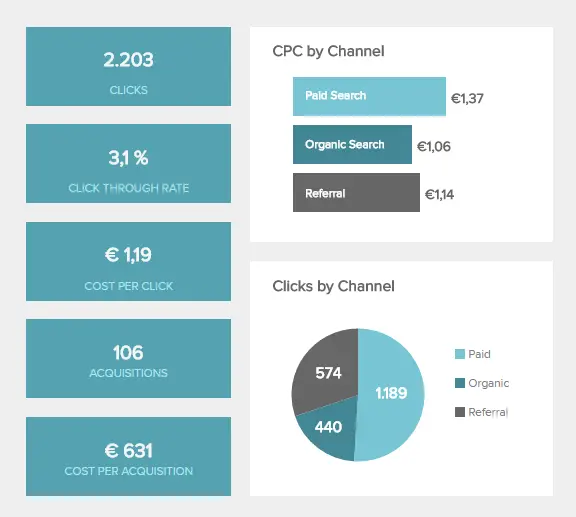 2.203
CLICKS
3,1 %
CLICK THROUGH RATE
€ 1,19
COST PER CLICK
106
ACQUISITIONS
€ 631
COST PER ACQUISITION
CPC by Channel
Paid Search
€1,37
Organic Search
€1,06
Referral
€1,14
Clicks by Channel
574
1.189
440
Paid
Organic
Referral